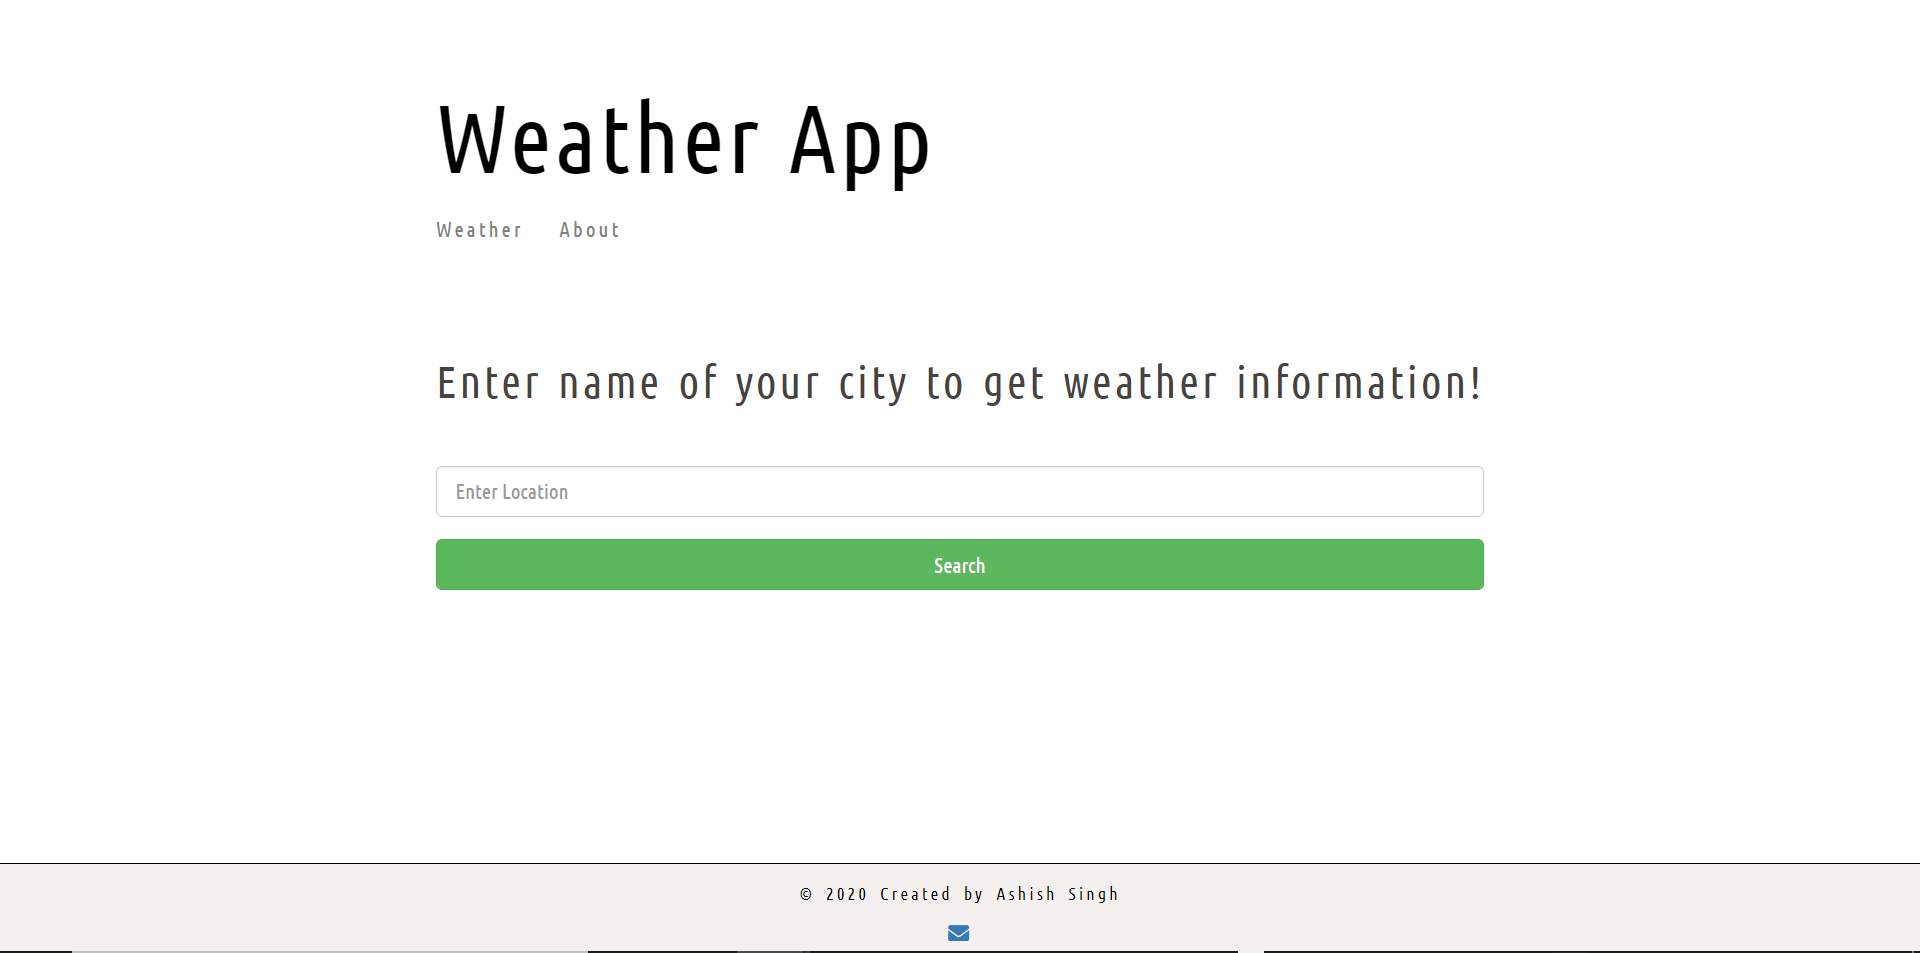 Weather App
Weather About
Enter name of your city to get weather information!
Enter Location
Search
© 2020 Created by Ashish Singh